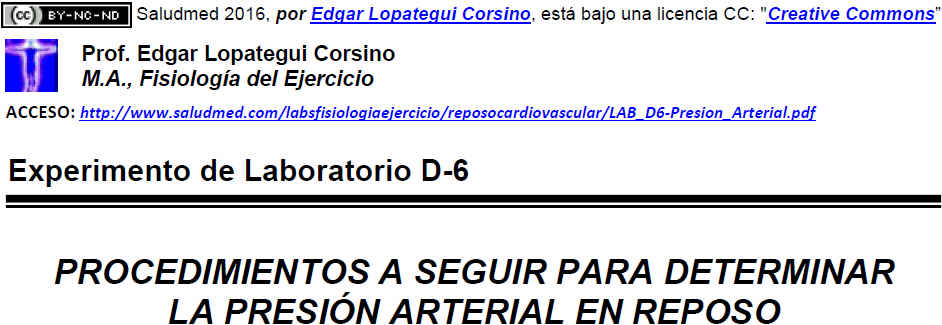 (cc) BY-NC-ND Saludmed 2016, por Edgar Lopategui Corsino, está bajo una licencia CC: "Creative Commons"
Prof. Edgar Lopategui Corsino
M.A., Fisiología del Ejercicio
ACCESO: http://www.saludmed.com/labsfisiologiaejercicio/reposocardiovascular/LAB_D6-Presion_Arterial.pdf
Experimento de Laboratorio D-6
PROCEDIMIENTOS A SEGUIR PARA DETERMINAR
LA PRESIÓN ARTERIAL EN REPOSO